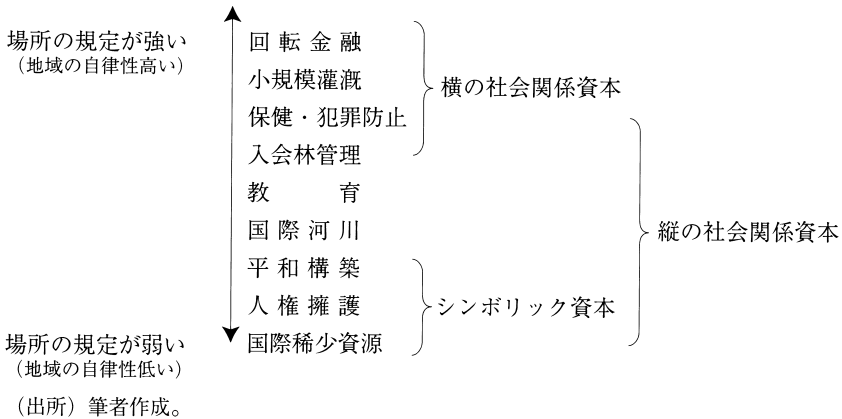 場所の規定が強い
（地域の自律性高い）
回転金融
小規模灌漑
保健・犯罪防止
入会林管理
教育
国際河川
平和構築
人権擁護
国際稀少資源
横の社会関係資本
縦の社会関係資本
シンボリック資本
場所の規定が弱い
（地域の自律性低い）
（出所）筆者作成。